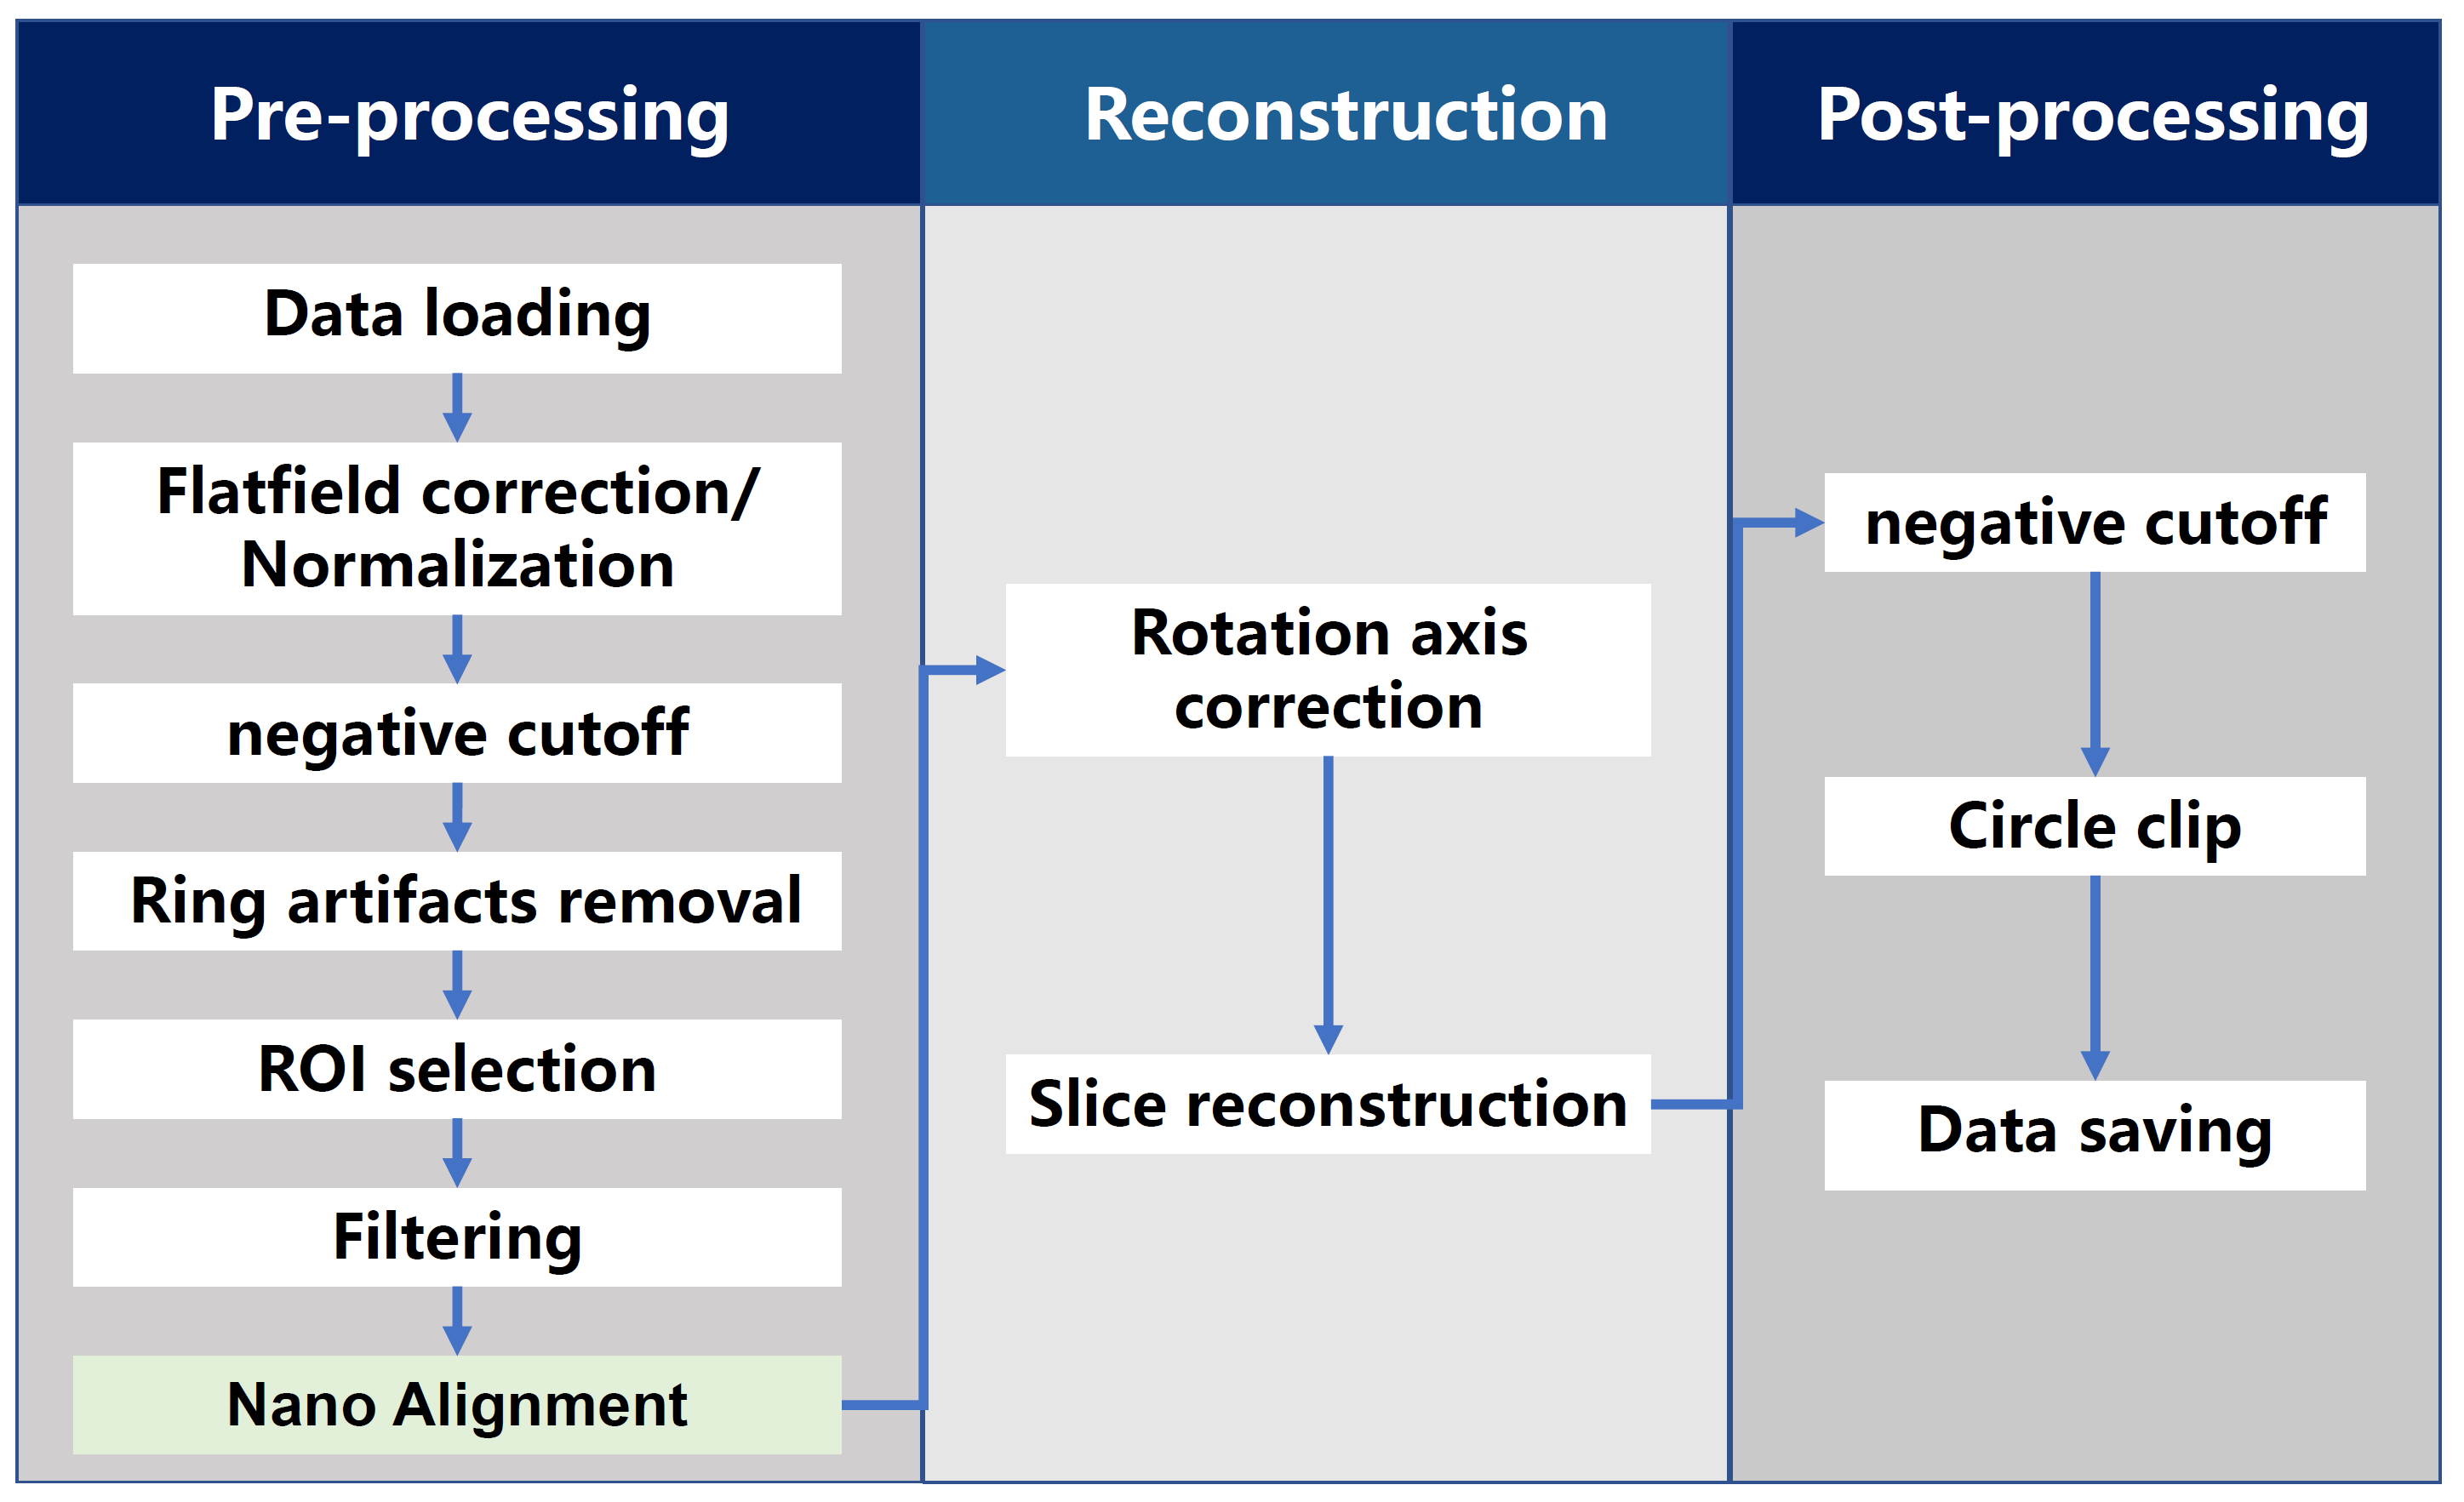 Pre-processing
Data loading
Flatfield correction/
Normalization
negative cutoff
Ring artifacts removal
ROI selection
Filtering
Nano Alignment
Reconstruction
Rotation axis
correction
Slice reconstruction
Post-processing
negative cutoff
Circle clip
Data saving